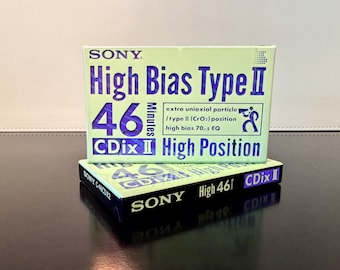 SONY
High Bias Type II
46
Minutes
extra uniaxial particle
/type II (CrO₂) position
high bias 70μs EQ
CDix II High Position
SONY High 46 CDix II